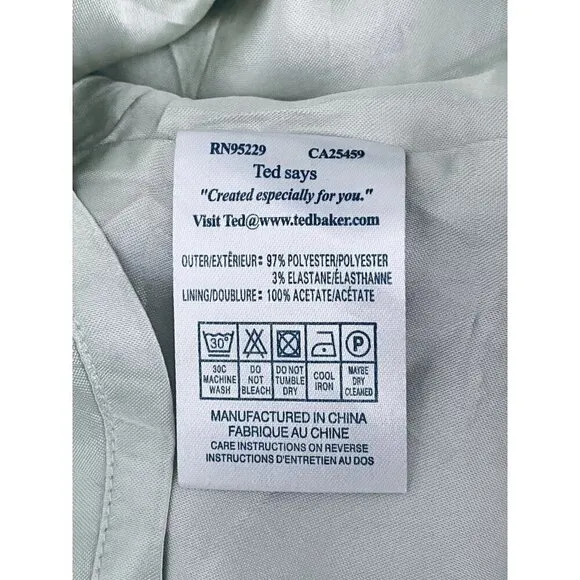 RN95229 CA25459
Ted says
"Created especially for you."
Visit Ted@www.tedbaker.com
OUTER/EXTÊRIEUR: 97% POLYESTER/POLYESTER
3% ELASTANE/ÉLASTHANNE
LINING/DOUBLURE: 100% ACETATE/ACÉTATE
30° P
30C MACHINE WASH
DO NOT BLEACH
DO NOT TUMBLE DRY
COOL IRON
MAYBE DRY CLEANED
MANUFACTURED IN CHINA
FABRIQUE AU CHINE
CARE INSTRUCTIONS ON REVERSE
INSTRUCTIONS D'ENTRETIEN AU DOS